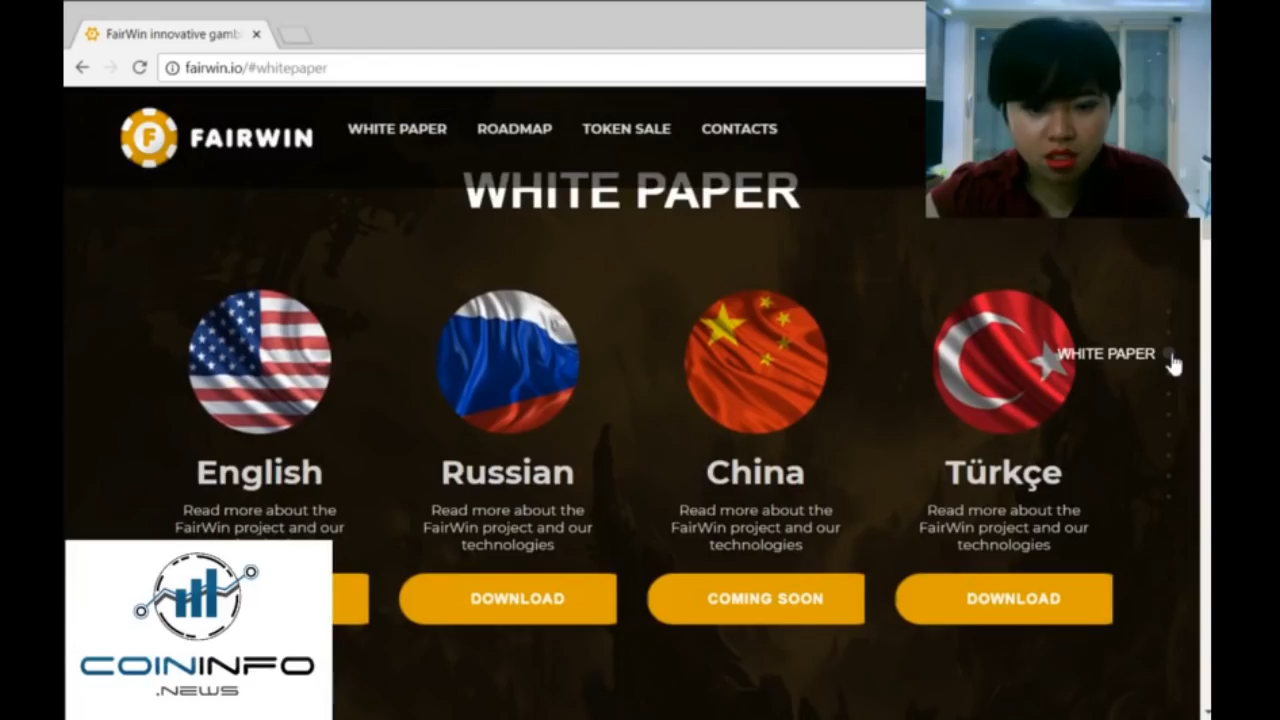 FairWin innovative gamb
fairwin.io/#whitepaper
F FAIRWIN
WHITE PAPER
ROADMAP
TOKEN SALE
CONTACTS
WHITE PAPER
WHITE PAPER
English
Russian
China
Türkçe
Read more about the
FairWin project and our
Read more about the
FairWin project and our
technologies
Read more about the
FairWin project and our
technologies
Read more about the
FairWin project and our
technologies
DOWNLOAD
COMING SOON
DOWNLOAD
COININFO
.NEWS